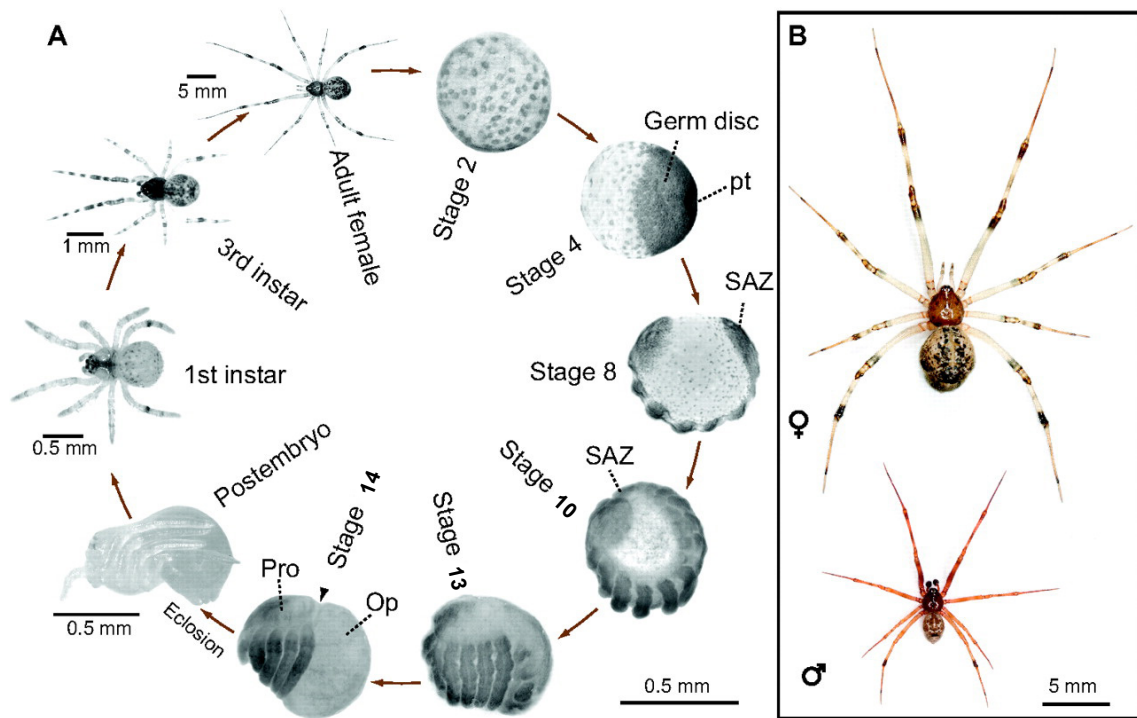 A
5 mm
Adult female
Stage 2
Germ disc
pt
Stage 4
SAZ
Stage 8
SAZ
Stage 10
Stage 13
0.5 mm
Stage 14
Pro
Op
Eclosion
Postembryo
0.5 mm
1st instar
0.5 mm
3rd instar
1 mm
B
♀
♂
5 mm